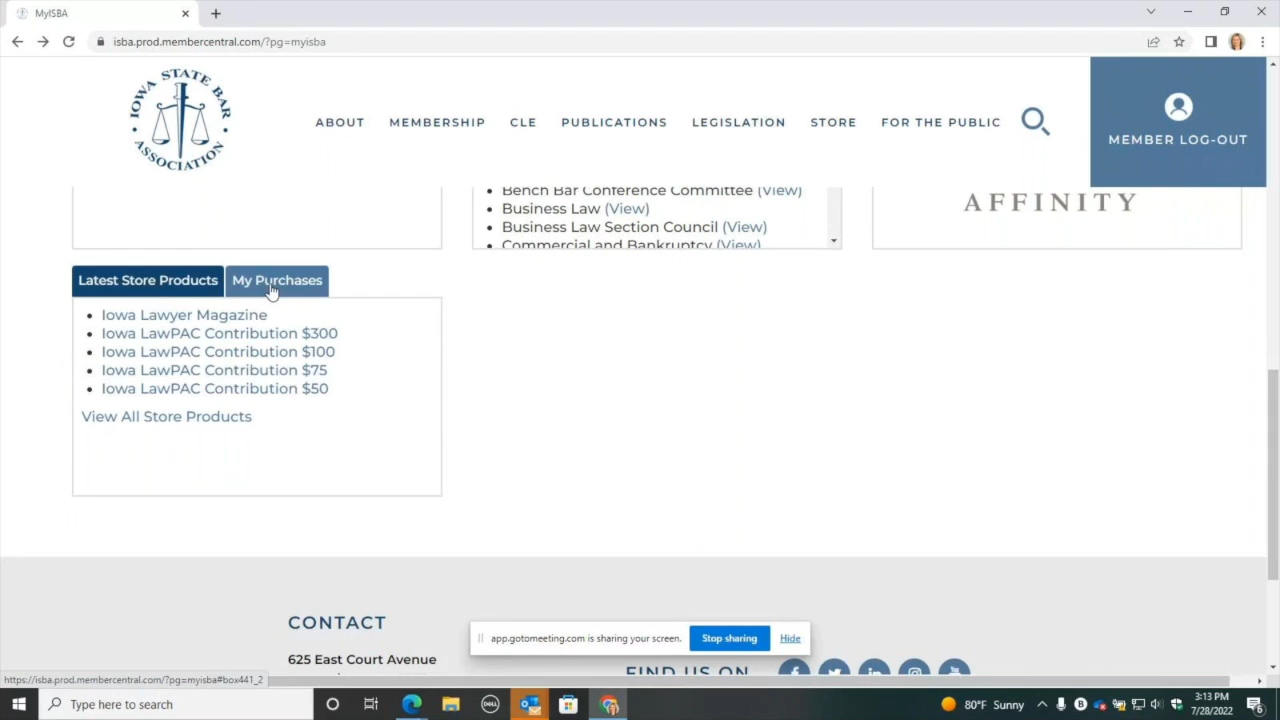 MyISBA
isba.prod.membercentral.com/?pg=myisba
IOWA STATE BAR
ASSOCIATION
ABOUT
MEMBERSHIP
CLE
PUBLICATIONS
LEGISLATION
STORE
FOR THE PUBLIC
MEMBER LOG-OUT
Bench Bar Conference Committee (View)
Business Law (View)
Business Law Section Council (View)
Commercial and Bankruptcy (View)
AFFINITY
Latest Store Products
My Purchases
Iowa Lawyer Magazine
Iowa LawPAC Contribution $300
Iowa LawPAC Contribution $100
Iowa LawPAC Contribution $75
Iowa LawPAC Contribution $50
View All Store Products
CONTACT
625 East Court Avenue
FIND US ON
app.gotomeeting.com is sharing your screen.
Stop sharing
Hide
https://isba.prod.membercentral.com/?pg=myisba#box441_2
Type here to search
DELL
80°F Sunny
3:13 PM
7/28/2022
6